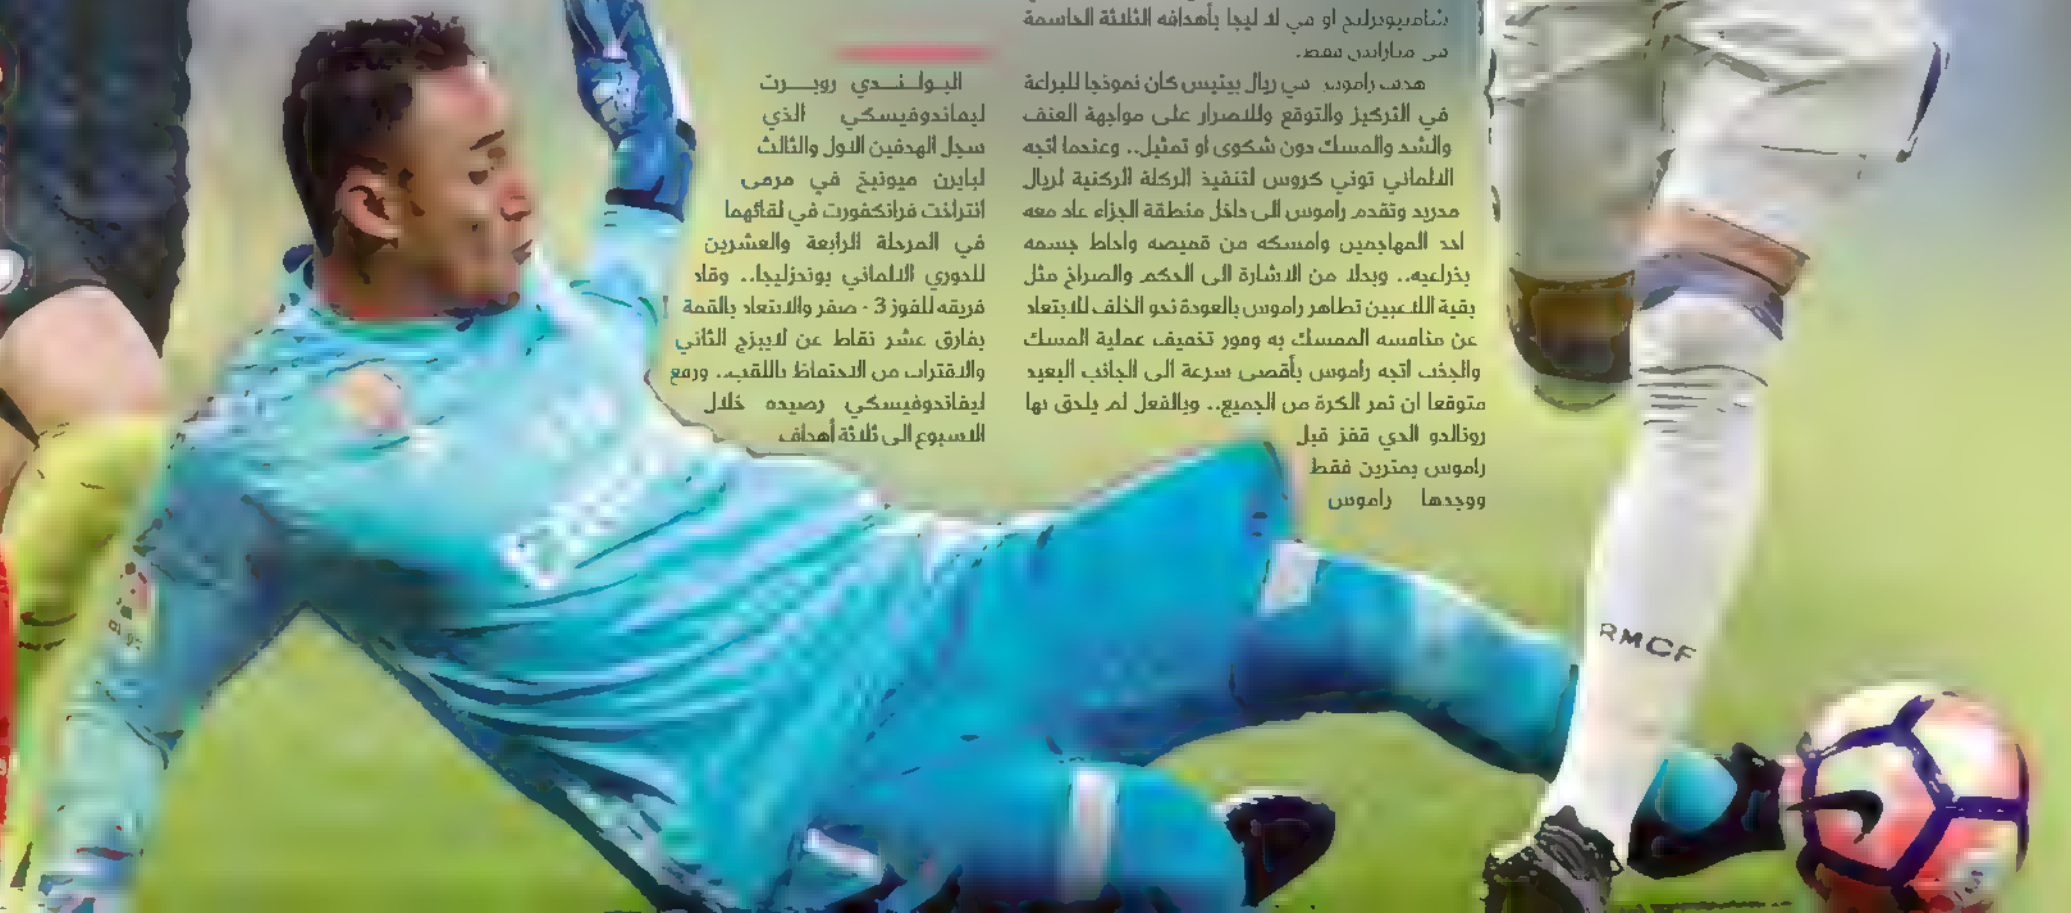 شامبيونزليج او في لا ليجا بأهدافه الثلاثة الحاسمة
في مباراتين فقط.
هدف راموس في ريال بيتيس كان نموذجا للبراعة
في التركيز والتوقع وللاصرار على مواجهة العنف
والشد والمسك دون شكوى او تمثيل.. وعندما اتجه
الالماني توني كروس لتنفيذ الركلة الركنية لريال
مدريد وتقدم راموس الى داخل منطقة الجزاء عاد معه
احد المهاجمين وامسكه من قميصه واحاط جسمه
بذراعيه.. وبدلا من الاشارة الى الحكم والصراخ مثل
بقية اللاعبين تظاهر راموس بالعودة نحو الخلف للابتعاد
عن منافسه الممسك به وفور تخفيف عملية المسك
والجذب اتجه راموس بأقصى سرعة الى الجانب البعيد
متوقعا ان تمر الكرة من الجميع.. وبالفعل لم يلحق بها
رونالدو الذي قفز قبل
راموس بمترين فقط
ووجدها راموس
البولندي روبرت
ليفاندوفيسكي الذي
سجل الهدفين الاول والثالث
لبايرن ميونيخ في مرمى
انتراخت فرانكفورت في لقائهما
في المرحلة الرابعة والعشرين
للدوري الالماني بوندزليجا.. وقاد
فريقه للفوز 3 - صفر والابتعاد بالقمة
بفارق عشر نقاط عن لايبزج الثاني
والاقتراب من الاحتفاظ باللقب.. ورفع
ليفاندوفيسكي رصيده خلال
الاسبوع الى ثلاثة أهداف
RMCF